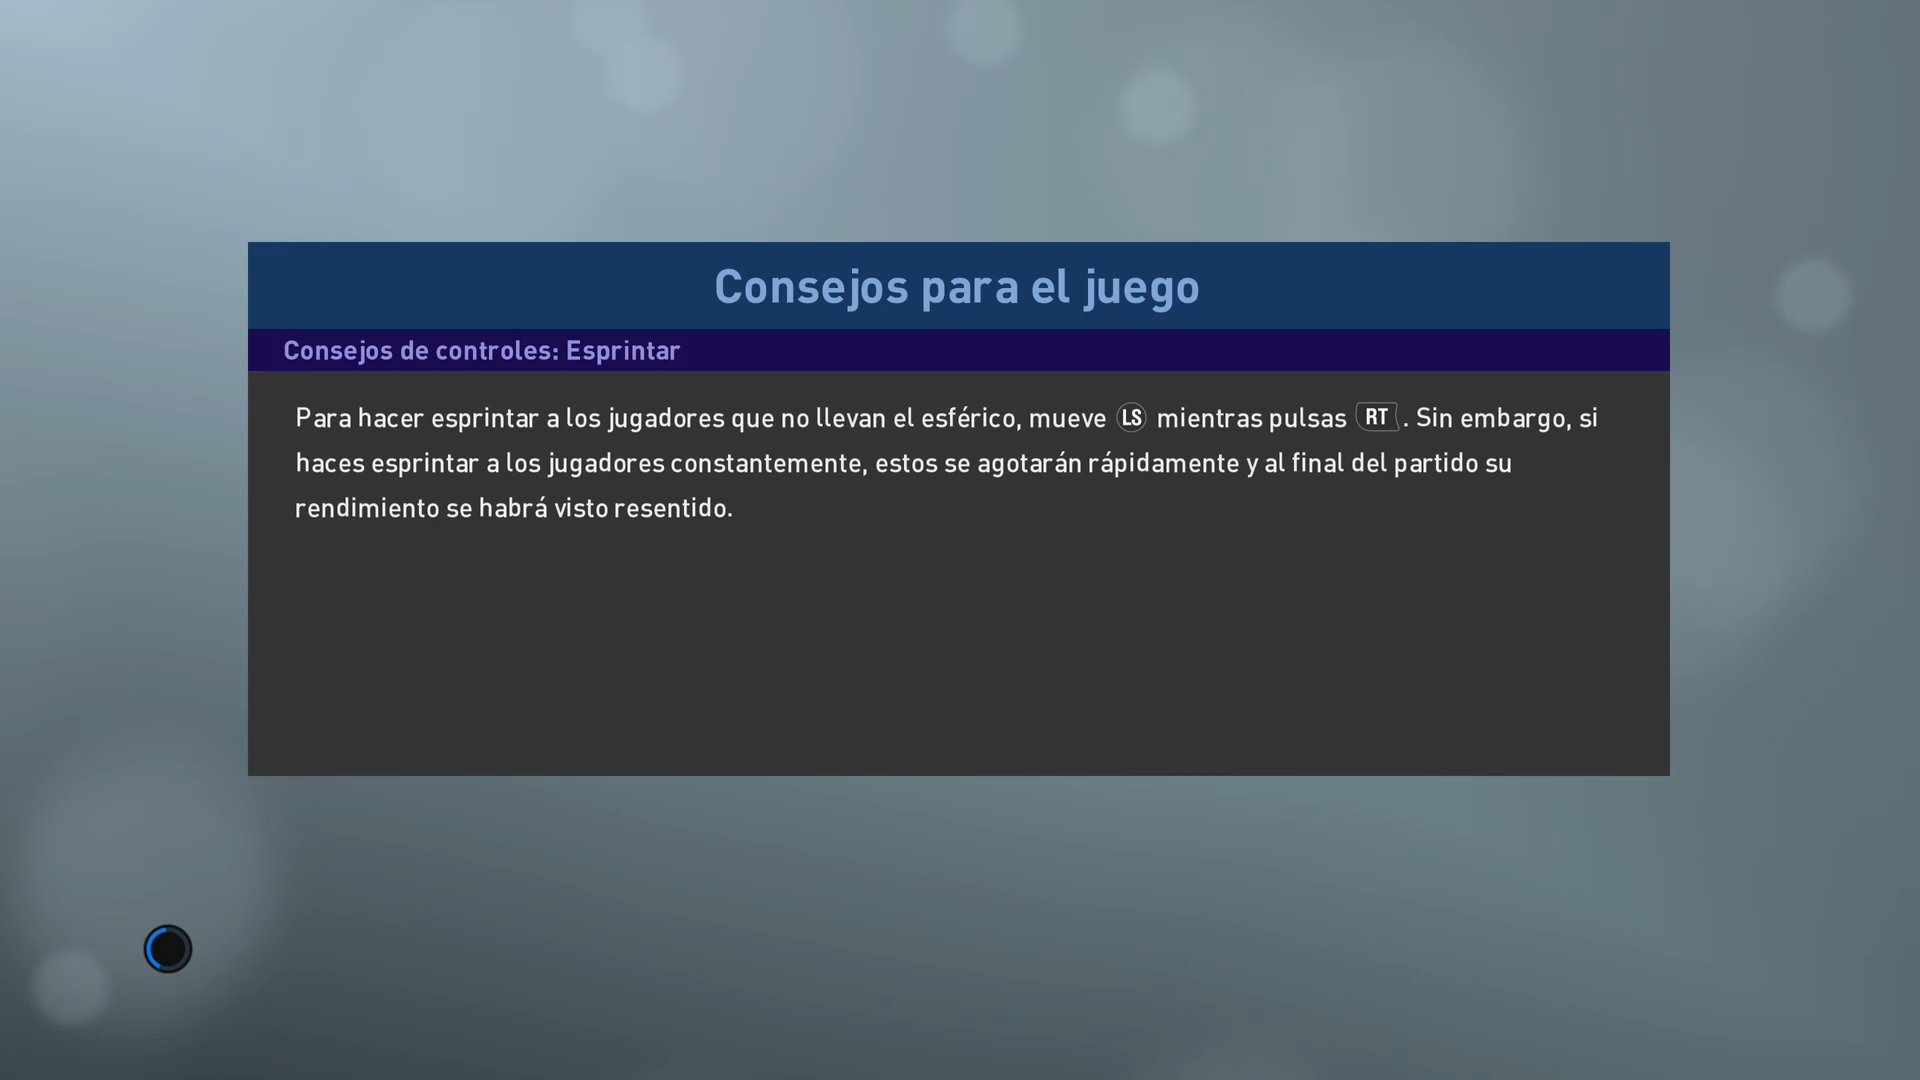 Consejos para el juego
Consejos de controles: Esprintar
Para hacer esprintar a los jugadores que no llevan el esférico, mueve LS mientras pulsas RT. Sin embargo, si
haces esprintar a los jugadores constantemente, estos se agotarán rápidamente y al final del partido su
rendimiento se habrá visto resentido.